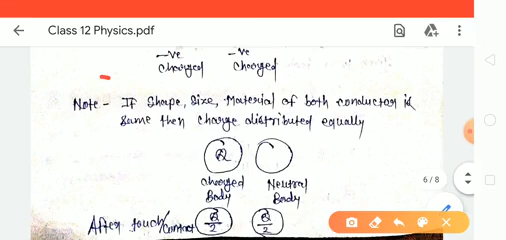 Class 12 Physics.pdf
-ve -ve
Charged Charged
Note - If Shape, Size, Material of both conductor is
same then charge distributed equally
Q
Charged Neutral
Body Body
6 / 8
After touch/contact Q/2 Q/2